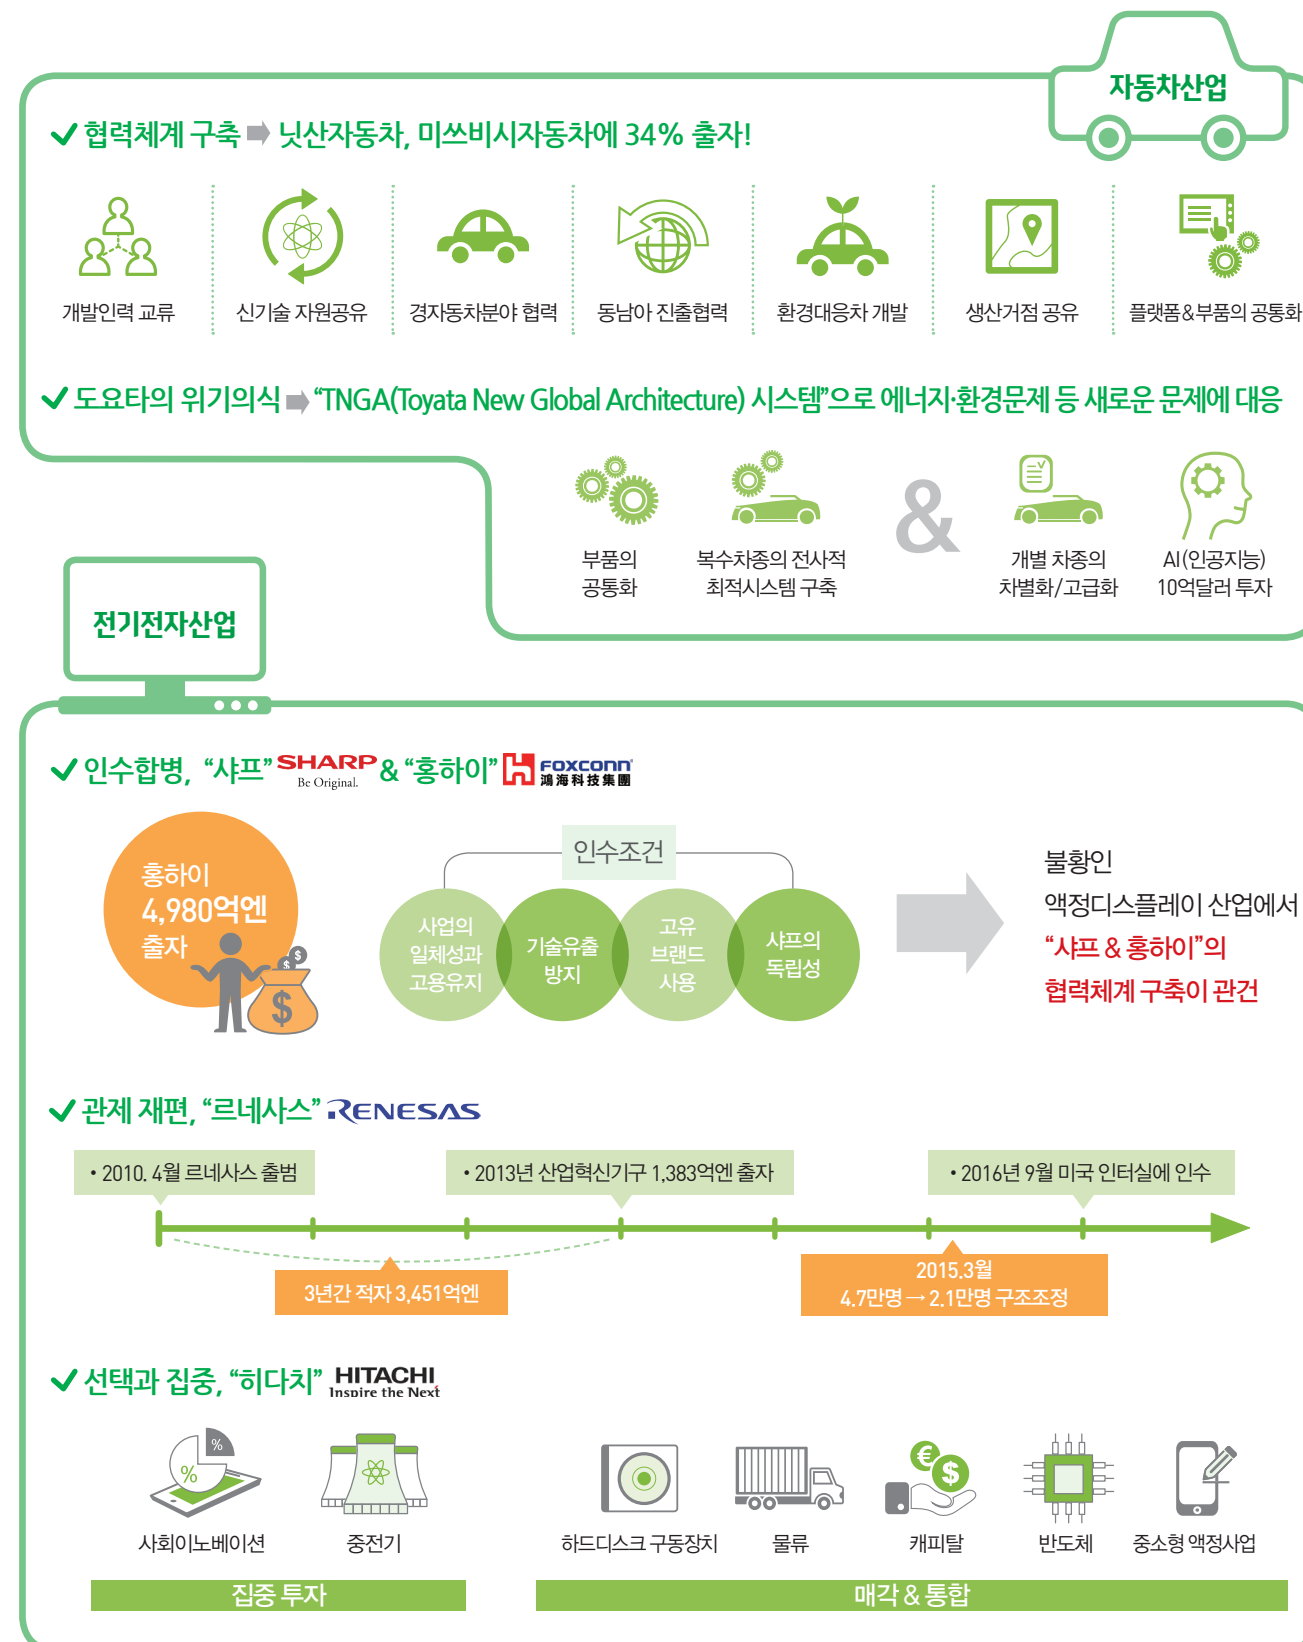 자동차산업
협력체계 구축 ➡ 닛산자동차, 미쓰비시자동차에 34% 출자!
개발인력 교류
신기술 자원공유
경자동차분야 협력
동남아 진출협력
환경대응차 개발
생산거점 공유
플랫폼&부품의 공통화
도요타의 위기의식 ➡ “TNGA(Toyata New Global Architecture) 시스템”으로 에너지·환경문제 등 새로운 문제에 대응
부품의
공통화
복수차종의 전사적
최적시스템 구축
&
개별 차종의
차별화/고급화
AI(인공지능)
10억달러 투자
전기전자산업
인수합병, “샤프” SHARP & “홍하이” FOXCONN
Be Original.
鴻海科技集團
홍하이
4,980억엔
출자
$
$
$
인수조건
사업의
일체성과
고용유지
기술유출
방지
고유
브랜드
사용
샤프의
독립성
불황인
액정디스플레이 산업에서
“샤프 & 홍하이”의
협력체계 구축이 관건
관제 재편, “르네사스” RENESAS
• 2010. 4월 르네사스 출범
• 2013년 산업혁신기구 1,383억엔 출자
• 2016년 9월 미국 인터실에 인수
3년간 적자 3,451억엔
2015.3월
4.7만명 → 2.1만명 구조조정
선택과 집중, “히다치” HITACHI
Inspire the Next
%
%
€
$
사회이노베이션
중전기
하드디스크 구동장치
물류
캐피탈
반도체
중소형 액정사업
집중 투자
매각 & 통합